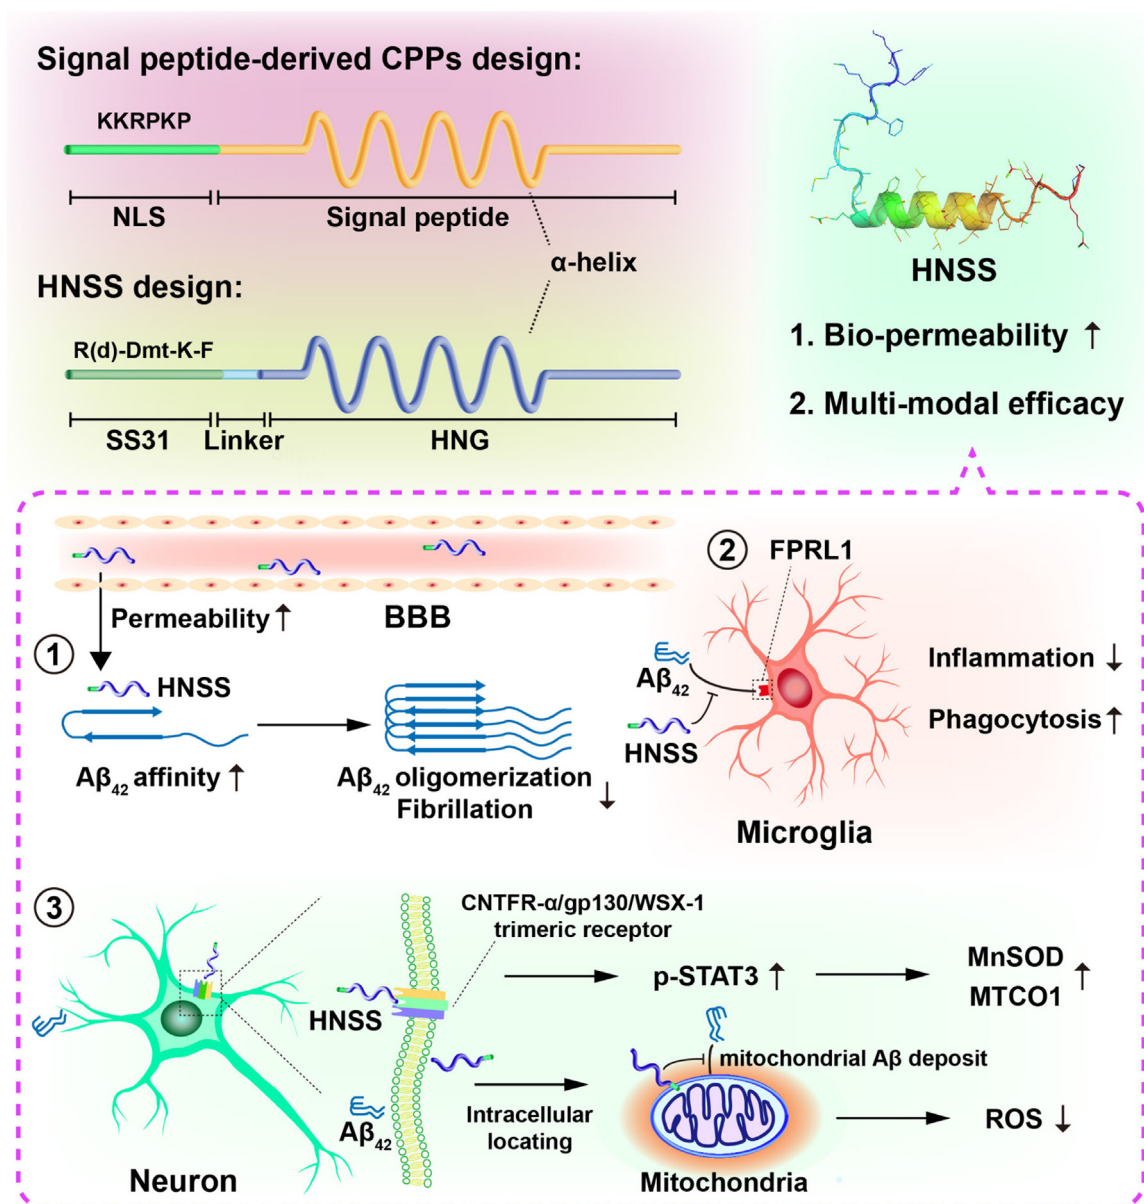 Signal peptide-derived CPPs design:
KKRPKP
NLS
Signal peptide
α-helix
HNSS design:
R(d)-Dmt-K-F
SS31
Linker
HNG
HNSS
1. Bio-permeability ↑
2. Multi-modal efficacy
Permeability ↑
BBB
1
HNSS
Aβ₄₂ affinity ↑
Aβ₄₂ oligomerization
Fibrillation ↓
2
FPRL1
Aβ₄₂
HNSS
Inflammation ↓
Phagocytosis ↑
Microglia
3
CNTFR-α/gp130/WSX-1
trimeric receptor
HNSS
p-STAT3 ↑
MnSOD
MTCO1 ↑
mitochondrial Aβ deposit
Intracellular
locating
Aβ₄₂
ROS ↓
Neuron
Mitochondria